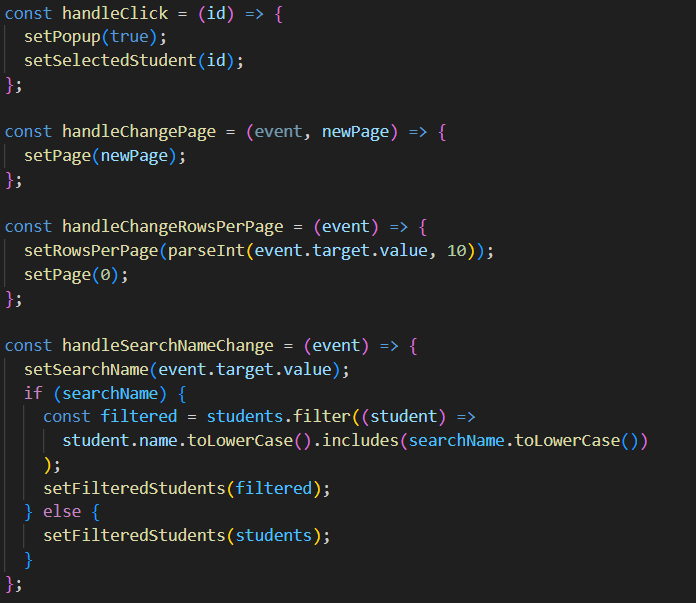 const handleClick = (id) => {
  setPopup(true);
  setSelectedStudent(id);
};

const handleChangePage = (event, newPage) => {
  setPage(newPage);
};

const handleChangeRowsPerPage = (event) => {
  setRowsPerPage(parseInt(event.target.value, 10));
  setPage(0);
};

const handleSearchNameChange = (event) => {
  setSearchName(event.target.value);
  if (searchName) {
    const filtered = students.filter((student) =>
      student.name.toLowerCase().includes(searchName.toLowerCase())
    );
    setFilteredStudents(filtered);
  } else {
    setFilteredStudents(students);
  }
};